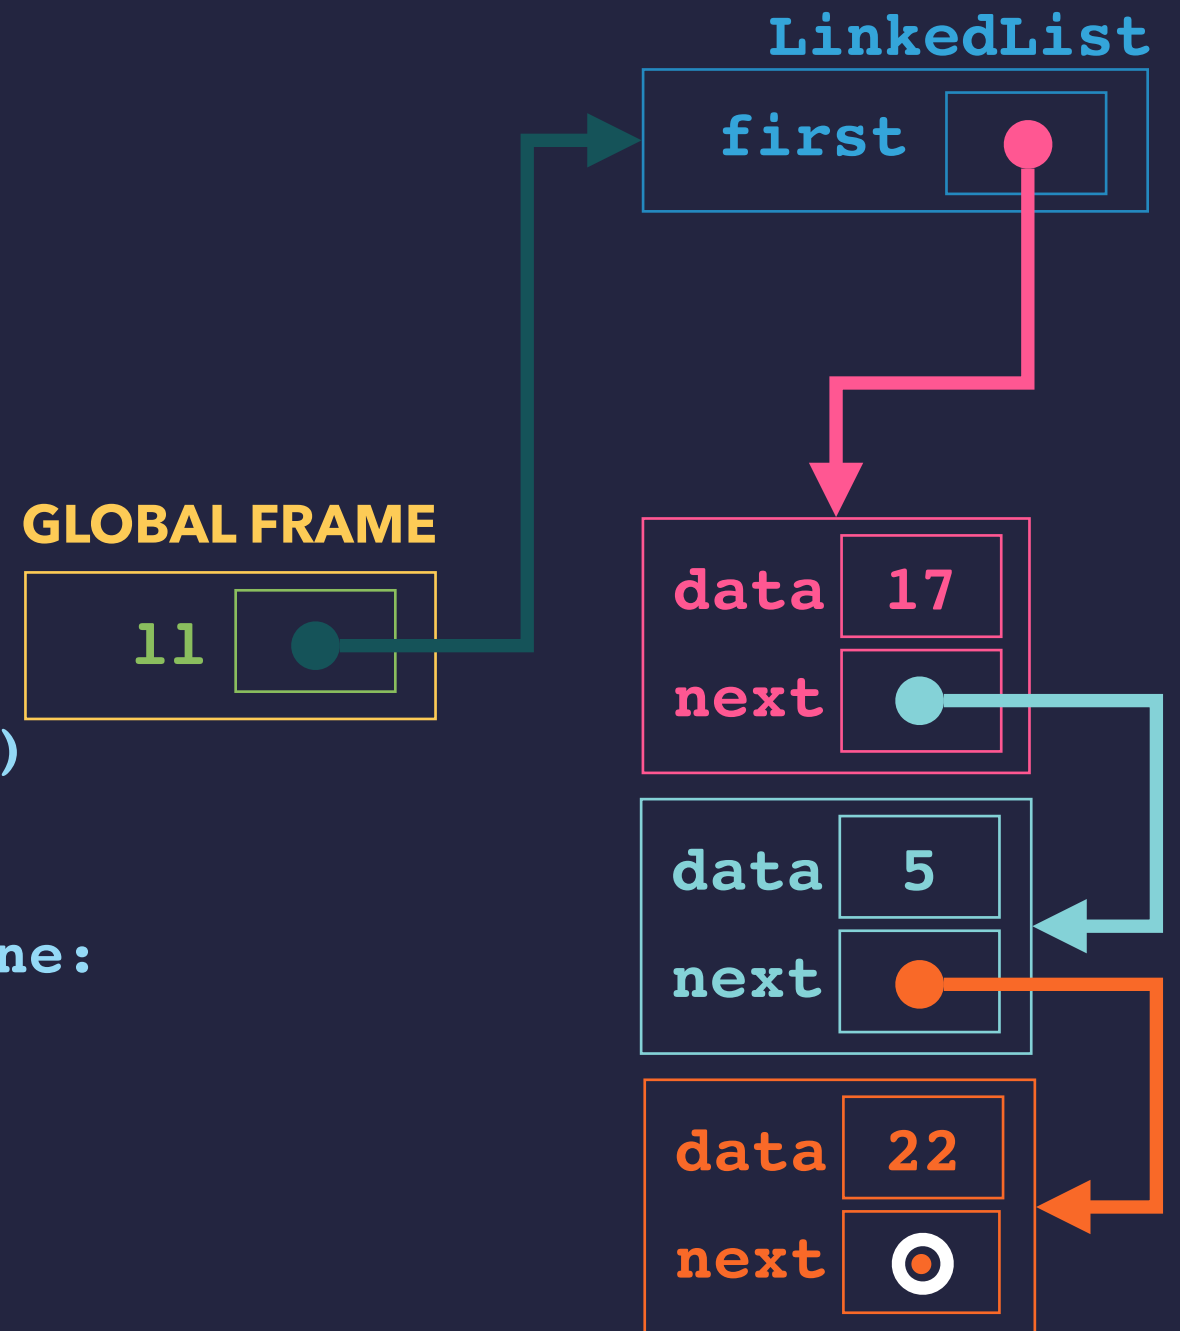 LinkedList
first
GLOBAL FRAME
ll
)
ne:
data 17
next
data 5
next
data 22
next